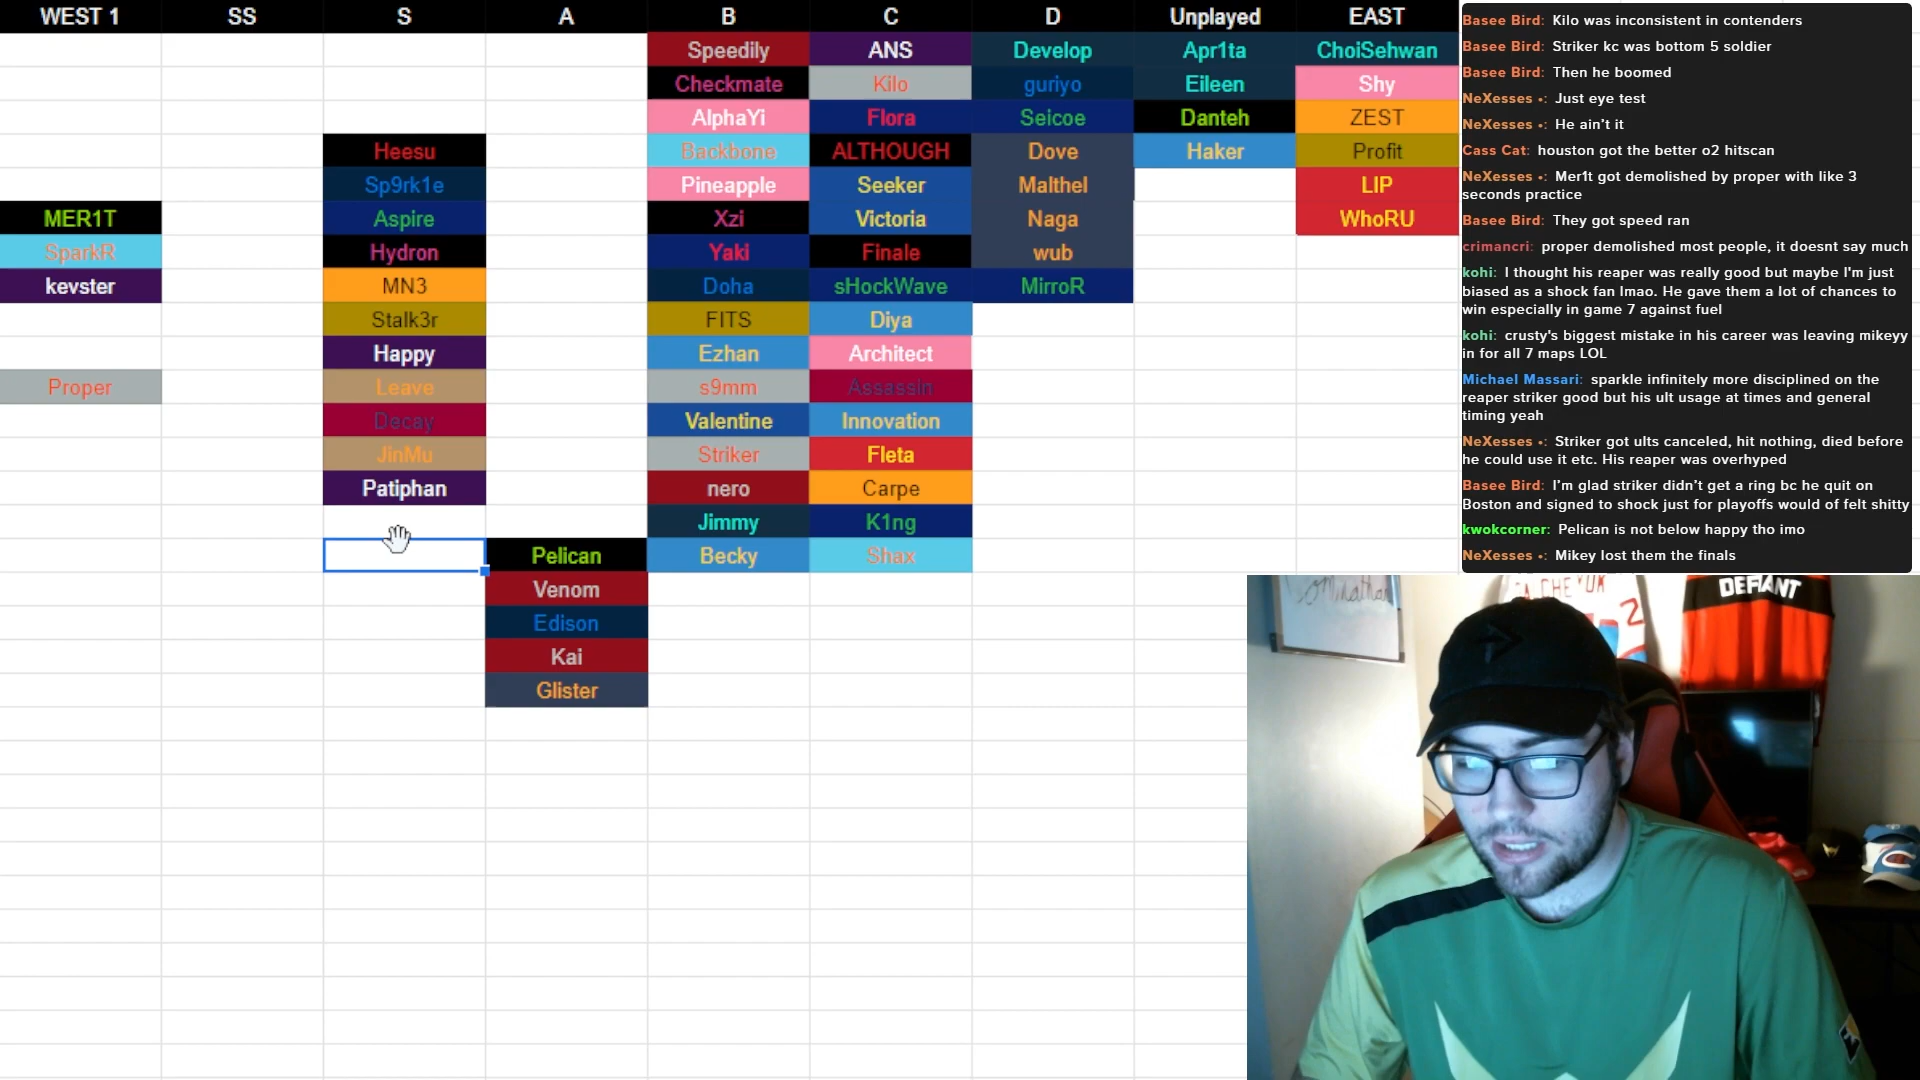 WEST 1 SS S A B C D Unplayed EAST
Speedily ANS Develop Apr1ta ChoiSehwan
Checkmate Kilo guriyo Eileen Shy
AlphaYi Flora Seicoe Danteh ZEST
Heesu Backbone ALTHOUGH Dove Haker Profit
Sp9rk1e Pineapple Seeker Malthel LIP
MER1T Aspire Xzi Victoria Naga WhoRU
SparkR Hydron Yaki Finale wub
kevster MN3 Doha sHockWave MirroR
Stalk3r FITS Diya
Happy Ezhan Architect
Proper Leave s9mm Assassin
Decay Valentine Innovation
JinMu Striker Fleta
Patiphan nero Carpe
Jimmy K1ng
Pelican Becky Shax
Venom
Edison
Kai
Glister
Basee Bird: Kilo was inconsistent in contenders
Basee Bird: Striker kc was bottom 5 soldier
Basee Bird: Then he boomed
NeXesses •: Just eye test
NeXesses •: He ain't it
Cass Cat: houston got the better o2 hitscan
NeXesses •: Mer1t got demolished by proper with like 3
seconds practice
Basee Bird: They got speed ran
crimancri: proper demolished most people, it doesnt say much
kohi: I thought his reaper was really good but maybe I'm just
biased as a shock fan lmao. He gave them a lot of chances to
win especially in game 7 against fuel
kohi: crusty's biggest mistake in his career was leaving mikeyy
in for all 7 maps LOL
Michael Massari: sparkle infinitely more disciplined on the
reaper striker good but his ult usage at times and general
timing yeah
NeXesses •: Striker got ults canceled, hit nothing, died before
he could use it etc. His reaper was overhyped
Basee Bird: I'm glad striker didn't get a ring bc he quit on
Boston and signed to shock just for playoffs would of felt shitty
kwokcorner: Pelican is not below happy tho imo
NeXesses •: Mikey lost them the finals
DEFIANT